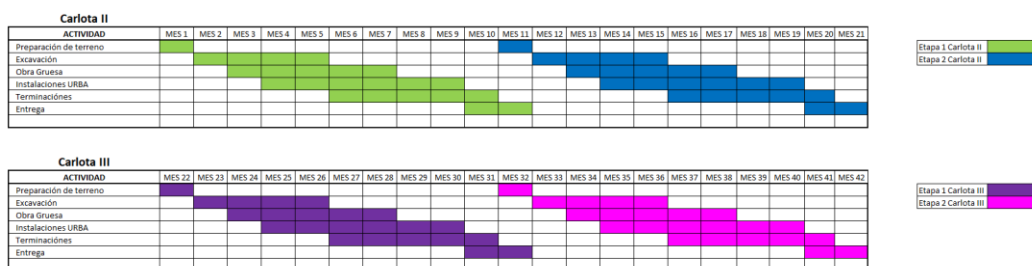 Carlota II
ACTIVIDAD MES 1 MES 2 MES 3 MES 4 MES 5 MES 6 MES 7 MES 8 MES 9 MES 10 MES 11 MES 12 MES 13 MES 14 MES 15 MES 16 MES 17 MES 18 MES 19 MES 20 MES 21
Preparación de terreno
Etapa 1 Carlota II
Excavación
Etapa 2 Carlota II
Obra Gruesa
Instalaciones URBA
Terminaciónes
Entrega
Carlota III
ACTIVIDAD MES 22 MES 23 MES 24 MES 25 MES 26 MES 27 MES 28 MES 29 MES 30 MES 31 MES 32 MES 33 MES 34 MES 35 MES 36 MES 37 MES 38 MES 39 MES 40 MES 41 MES 42
Preparación de terreno
Etapa 1 Carlota III
Excavación
Etapa 2 Carlota III
Obra Gruesa
Instalaciones URBA
Terminaciónes
Entrega